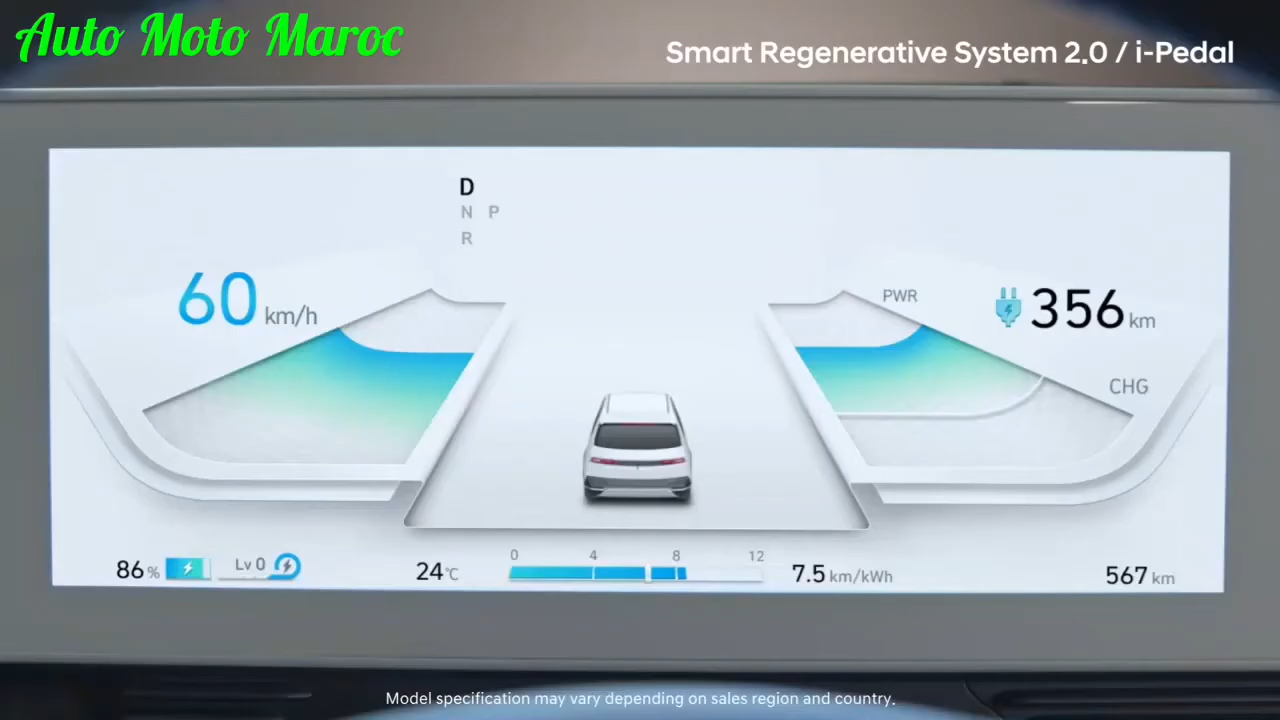 Auto Moto Maroc
Smart Regenerative System 2.0 / i-Pedal
D
N P
R
60 km/h
PWR
356 km
CHG
86 % Lv 0
24°C
0 4 8 12
7.5 km/kWh
567 km
Model specification may vary depending on sales region and country.